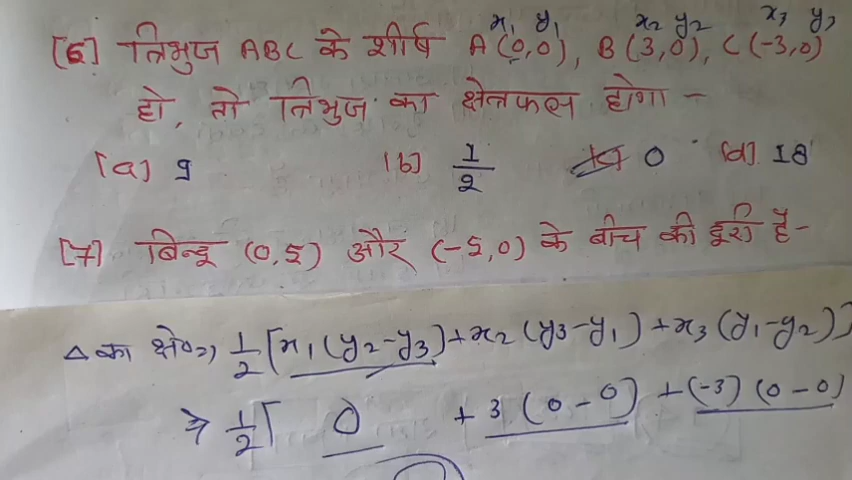 x₁ y₁ x₂ y₂ x₃ y₃
[6] त्रिभुज ABC के शीर्ष A (0,0), B (3,0), C (-3,0)
हो, तो त्रिभुज का क्षेत्रफल होगा -
[a] 9 [b] 1/2 [c] 0 [d] 18
[7] बिन्दू (0,5) और (-5,0) के बीच की दूरी है-
Δ का क्षे० => 1/2 [x₁(y₂-y₃)+x₂(y₃-y₁)+x₃(y₁-y₂)]
⇒ 1/2 [ 0 + 3 (0-0) + (-3) (0-0)